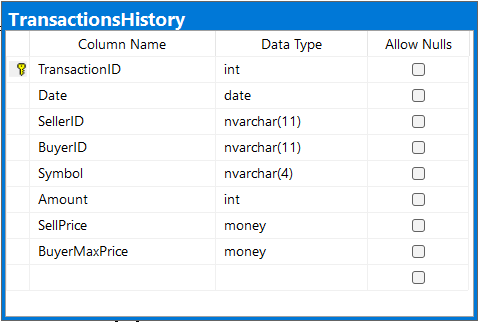 TransactionsHistory
Column Name Data Type Allow Nulls
TransactionID int
Date date
SellerID nvarchar(11)
BuyerID nvarchar(11)
Symbol nvarchar(4)
Amount int
SellPrice money
BuyerMaxPrice money